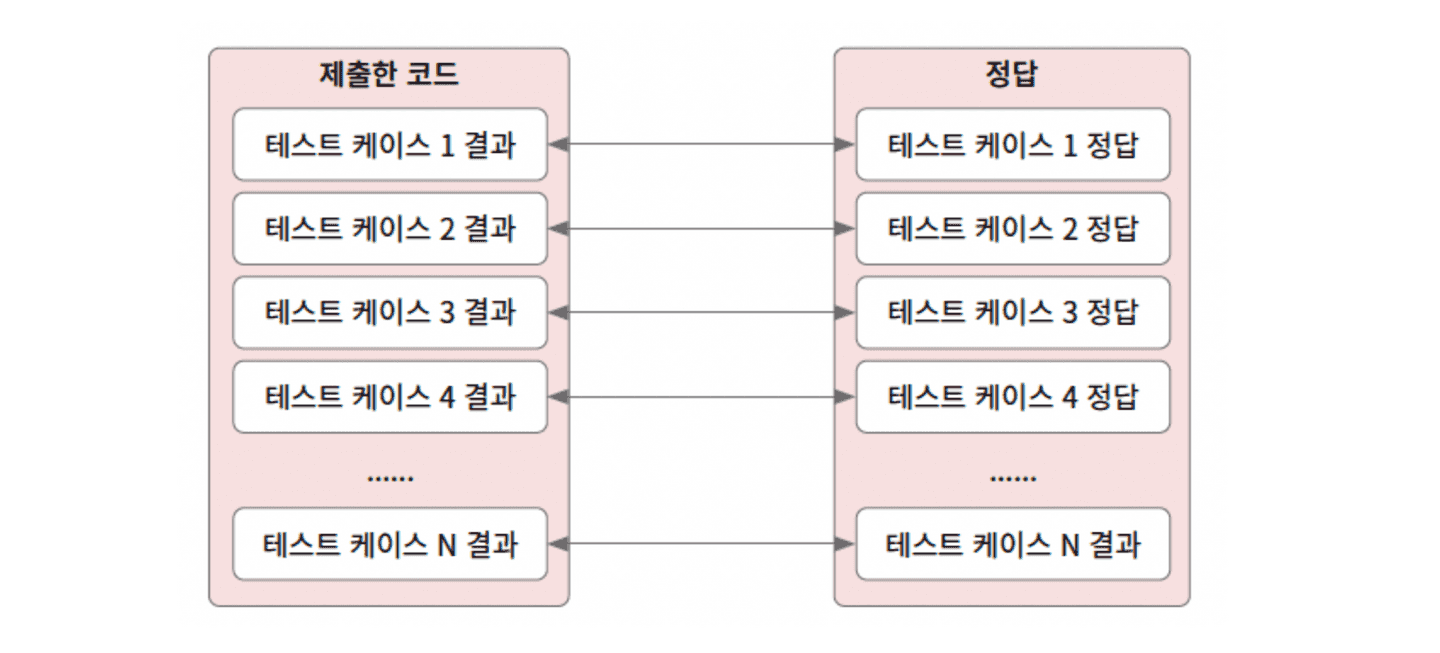 제출한 코드
테스트 케이스 1 결과
테스트 케이스 2 결과
테스트 케이스 3 결과
테스트 케이스 4 결과
......
테스트 케이스 N 결과
정답
테스트 케이스 1 정답
테스트 케이스 2 정답
테스트 케이스 3 정답
테스트 케이스 4 정답
......
테스트 케이스 N 결과